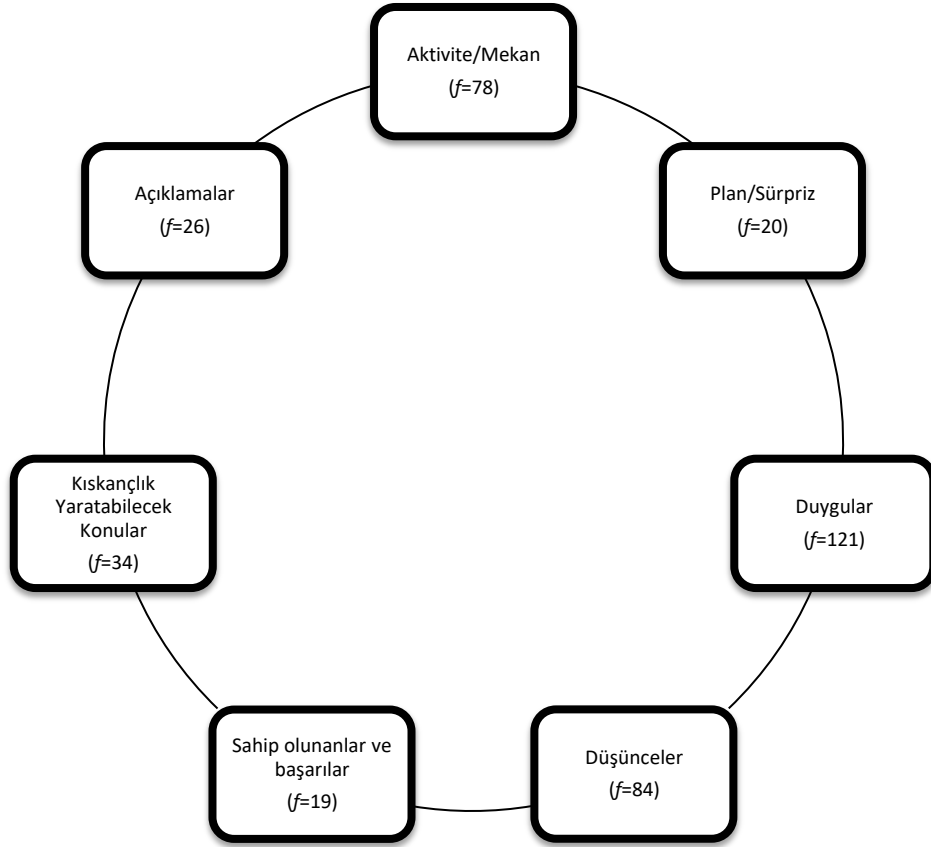 Aktivite/Mekan
(f=78)
Plan/Sürpriz
(f=20)
Duygular
(f=121)
Düşünceler
(f=84)
Sahip olunanlar ve
başarılar
(f=19)
Kıskançlık
Yaratabilecek
Konular
(f=34)
Açıklamalar
(f=26)